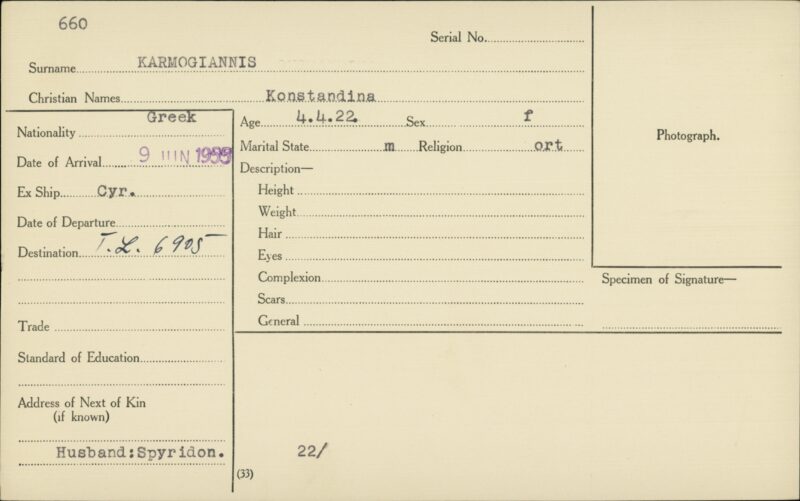 660
Serial No.
Surname KARMOGIANNIS
Christian Names Konstandina
Nationality Greek
Date of Arrival 9 JUN 1955
Ex Ship Cyr.
Date of Departure
Destination T.L. 6905
Trade
Standard of Education
Address of Next of Kin
(if known)
Husband:Spyridon.
Age 4.4.22. Sex f
Marital State m Religion ort
Description—
Height
Weight
Hair
Eyes
Complexion
Scars
General
22/
(33)
Photograph.
Specimen of Signature—